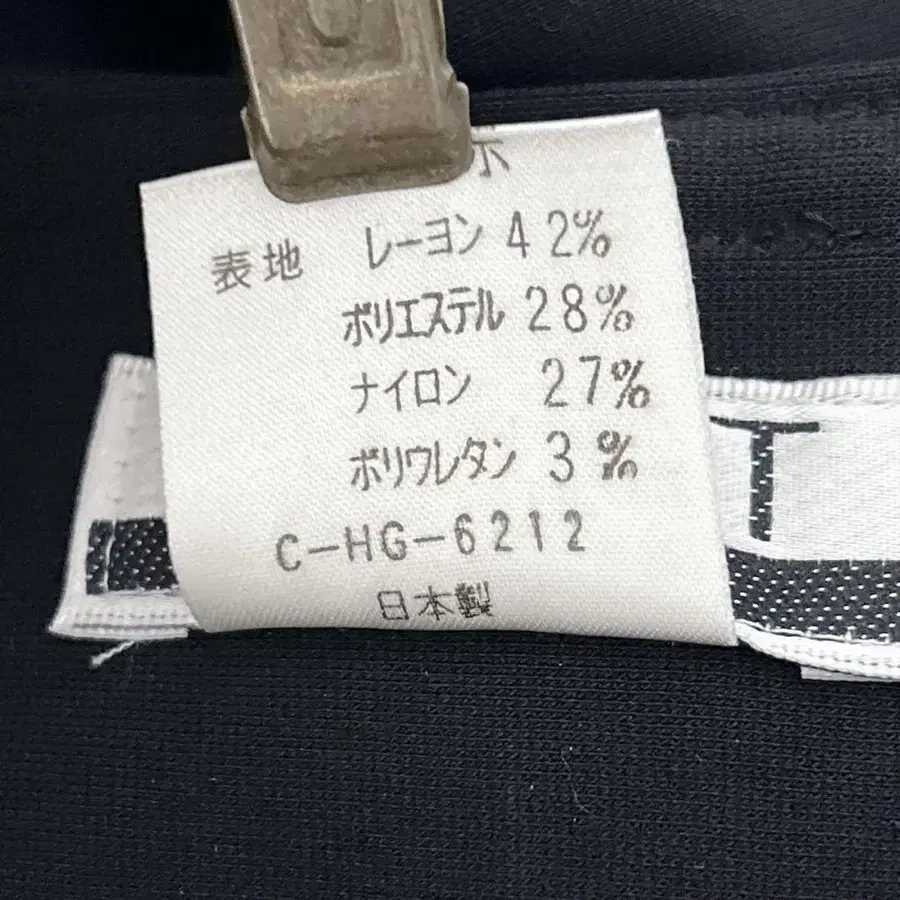 示
表地 レーヨン 42%
ポリエステル 28%
ナイロン 27%
ポリウレタン 3%
C-HG-6212
日本製
T